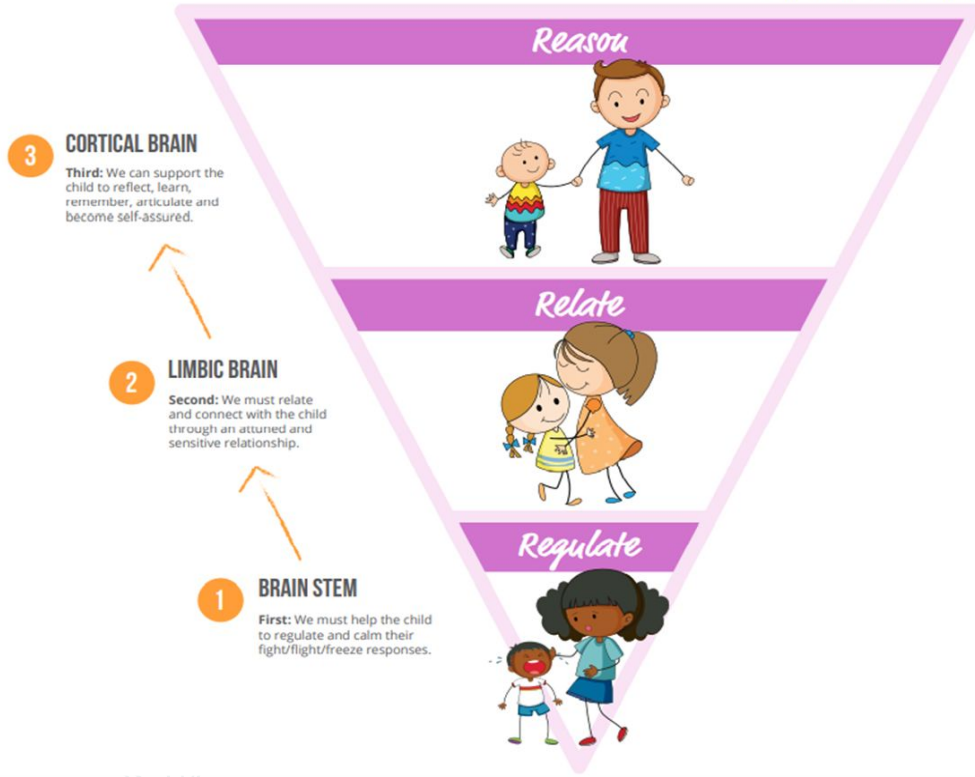 Reason
3
CORTICAL BRAIN
Third: We can support the
child to reflect, learn,
remember, articulate and
become self-assured.
Relate
2
LIMBIC BRAIN
Second: We must relate
and connect with the child
through an attuned and
sensitive relationship.
Regulate
1
BRAIN STEM
First: We must help the child
to regulate and calm their
fight/flight/freeze responses.